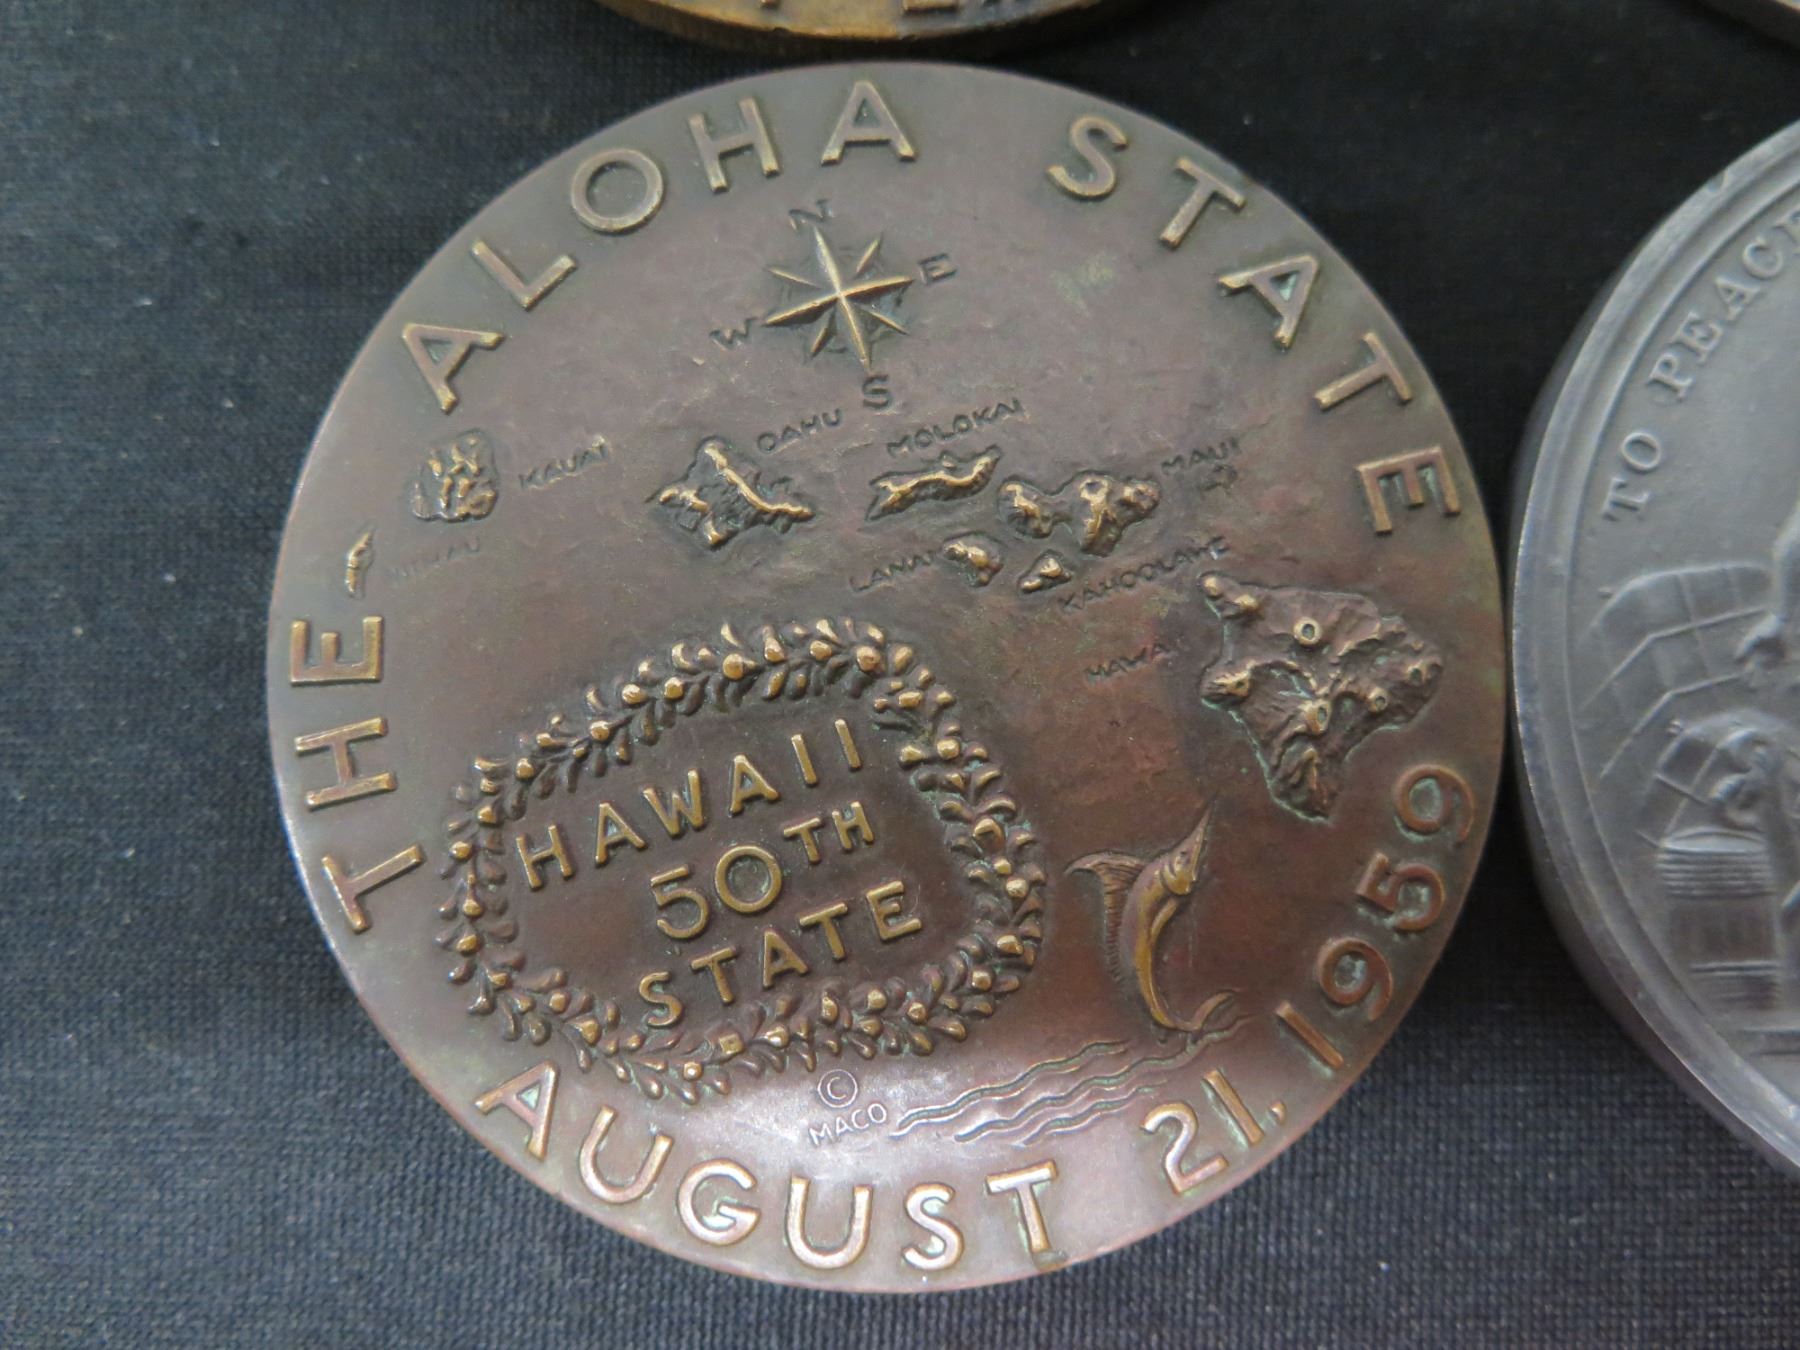 THE ALOHA STATE
N
E
W
S
KAUAI
OAHU
MOLOKAI
MAUI
NIIHAU
LANAI
KAHOOLAWE
HAWAII
HAWAII
50TH
STATE
©
MACO
AUGUST 21, 1959
TO PEACE